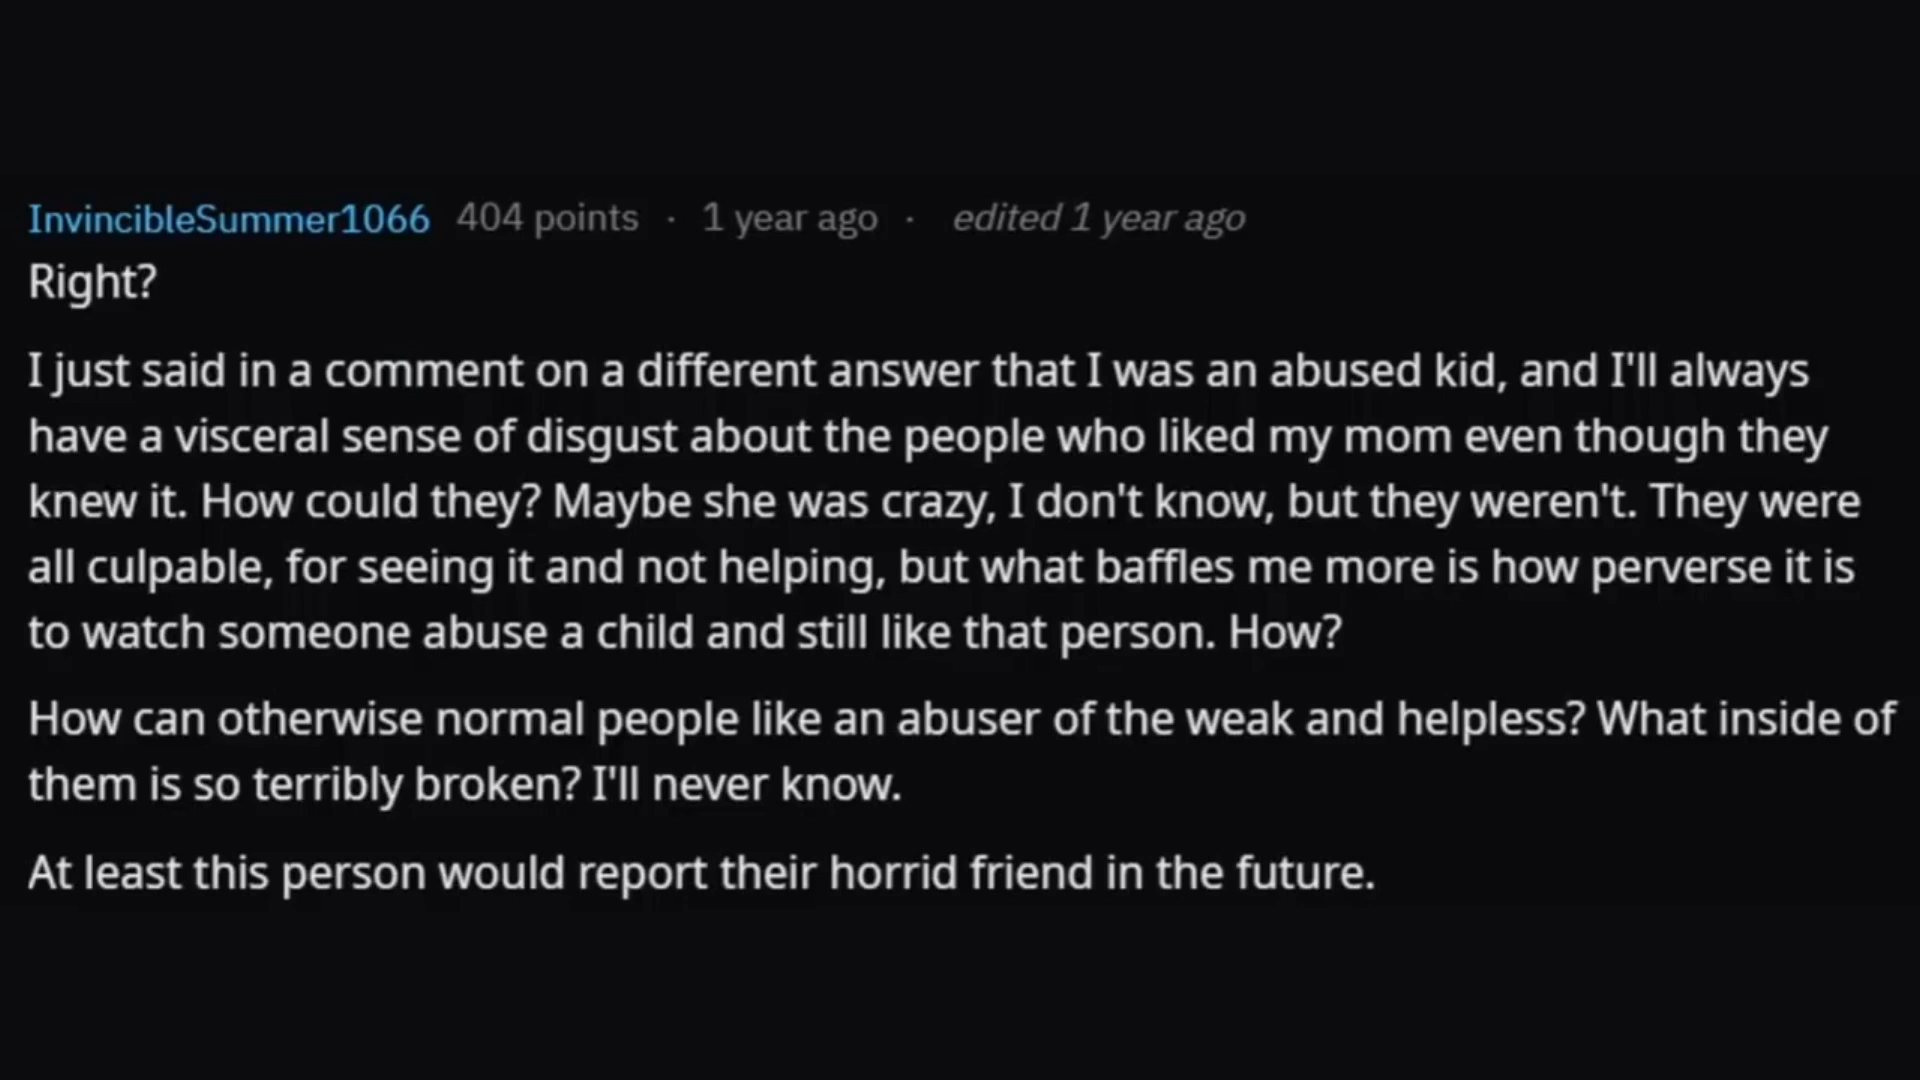 InvincibleSummer1066 404 points · 1 year ago · edited 1 year ago
Right?
I just said in a comment on a different answer that I was an abused kid, and I'll always
have a visceral sense of disgust about the people who liked my mom even though they
knew it. How could they? Maybe she was crazy, I don't know, but they weren't. They were
all culpable, for seeing it and not helping, but what baffles me more is how perverse it is
to watch someone abuse a child and still like that person. How?
How can otherwise normal people like an abuser of the weak and helpless? What inside of
them is so terribly broken? I'll never know.
At least this person would report their horrid friend in the future.